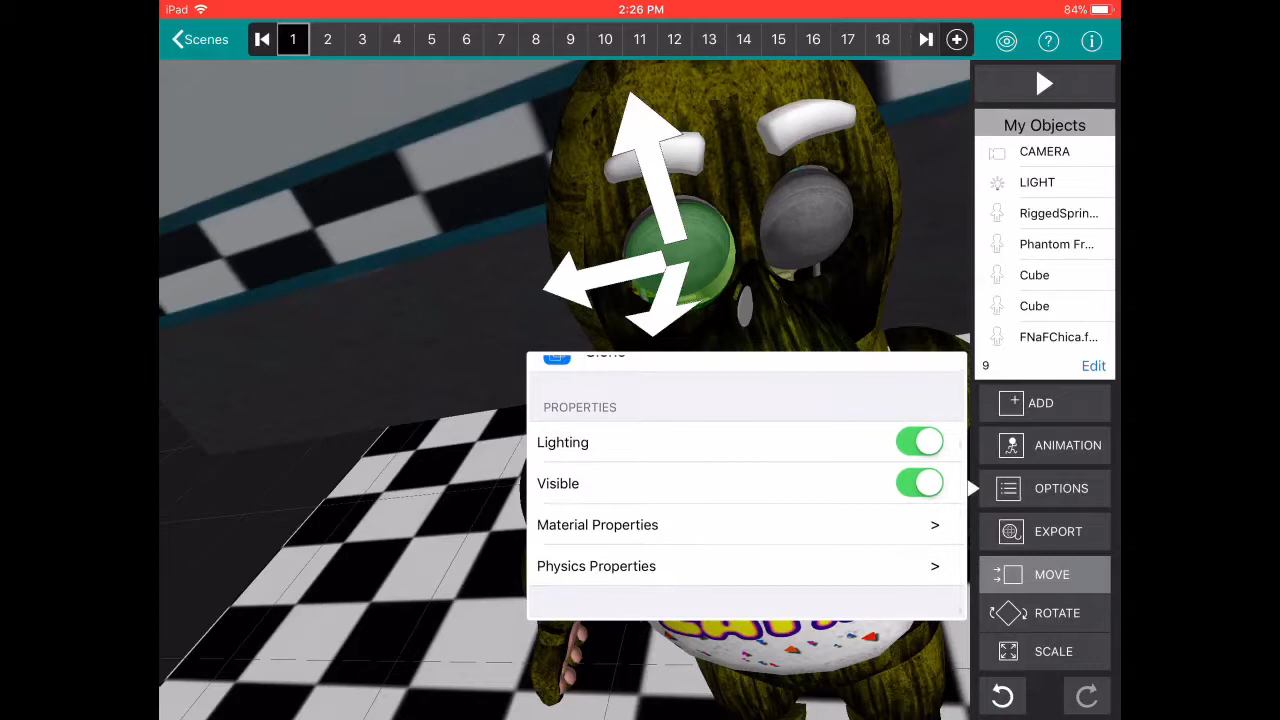 iPad
2:26 PM
84%
Scenes
1 2 3 4 5 6 7 8 9 10 11 12 13 14 15 16 17 18
My Objects
CAMERA
LIGHT
RiggedSprin...
Phantom Fr...
Cube
Cube
FNaFChica.f...
9 Edit
ADD
ANIMATION
OPTIONS
EXPORT
MOVE
ROTATE
SCALE
PROPERTIES
Lighting
Visible
Material Properties >
Physics Properties >